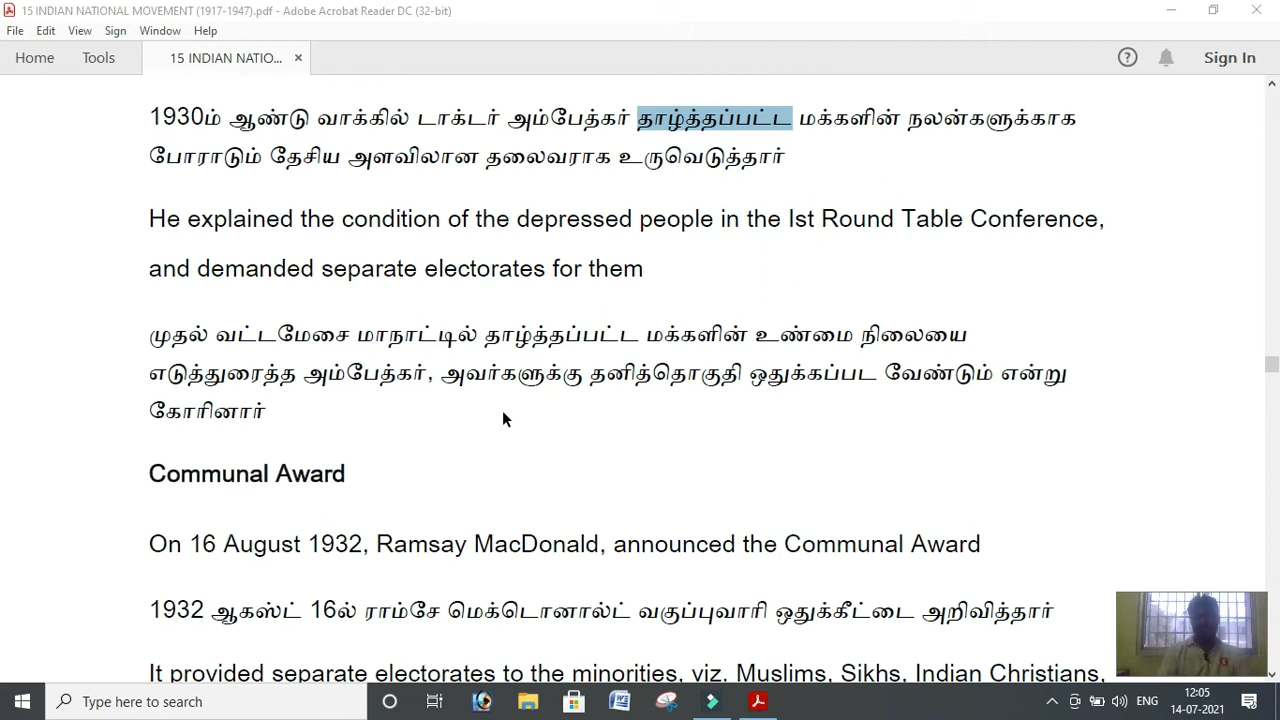 15 INDIAN NATIONAL MOVEMENT (1917-1947).pdf - Adobe Acrobat Reader DC (32-bit)
File Edit View Sign Window Help
Home Tools 15 INDIAN NATIO... × Sign In
1930ம் ஆண்டு வாக்கில் டாக்டர் அம்பேத்கர் தாழ்த்தப்பட்ட மக்களின் நலன்களுக்காக
போராடும் தேசிய அளவிலான தலைவராக உருவெடுத்தார்
He explained the condition of the depressed people in the Ist Round Table Conference,
and demanded separate electorates for them
முதல் வட்டமேசை மாநாட்டில் தாழ்த்தப்பட்ட மக்களின் உண்மை நிலையை
எடுத்துரைத்த அம்பேத்கர், அவர்களுக்கு தனித்தொகுதி ஒதுக்கப்பட வேண்டும் என்று
கோரினார்
Communal Award
On 16 August 1932, Ramsay MacDonald, announced the Communal Award
1932 ஆகஸ்ட் 16ல் ராம்சே மெக்டொனால்ட் வகுப்புவாரி ஒதுக்கீட்டை அறிவித்தார்
It provided separate electorates to the minorities, viz. Muslims, Sikhs, Indian Christians,
Type here to search
ENG
12:05
14-07-2021